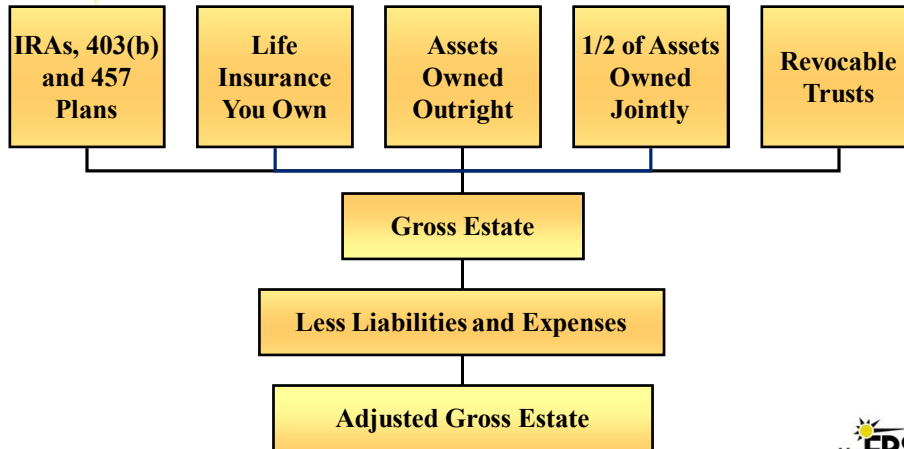 IRAs, 403(b)
and 457
Plans
Life
Insurance
You Own
Assets
Owned
Outright
1/2 of Assets
Owned
Jointly
Revocable
Trusts
Gross Estate
Less Liabilities and Expenses
Adjusted Gross Estate